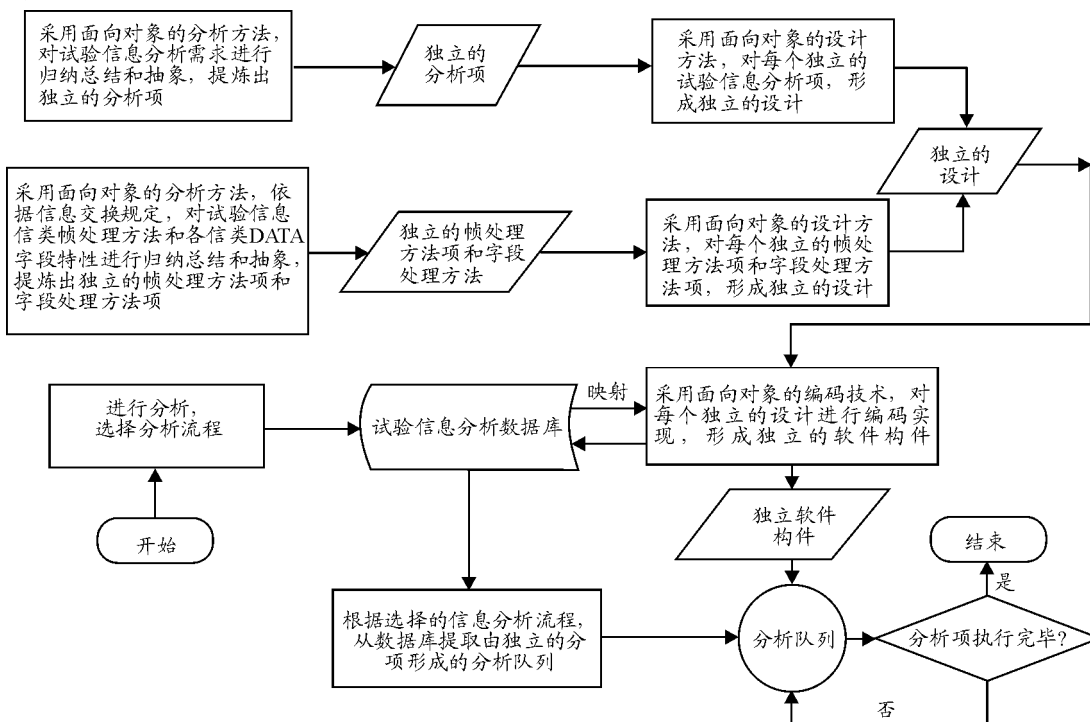 采用面向对象的分析方法，
对试验信息分析需求进行
归纳总结和抽象，提炼出
独立的分析项
独立的
分析项
采用面向对象的设计
方法，对每个独立的
试验信息分析项，形
成独立的设计
独立的
设计
采用面向对象的分析方法，依
据信息交换规定，对试验信息
信类帧处理方法和各信类DATA
字段特性进行归纳总结和抽象，
提炼出独立的帧处理方法项和
字段处理方法项
独立的帧处理
方法项和字段
处理方法
采用面向对象的设计方
法，对每个独立的帧处
理方法项和字段处理方
法项，形成独立的设计
进行分析，
选择分析流程
试验信息分析数据库
映射
采用面向对象的编码技术，对
每个独立的设计进行编码实
现，形成独立的软件构件
开始
独立软件
构件
结束
是
根据选择的信息分析流程，
从数据库提取由独立的分
项形成的分析队列
分析队列
分析项执行完毕?
否